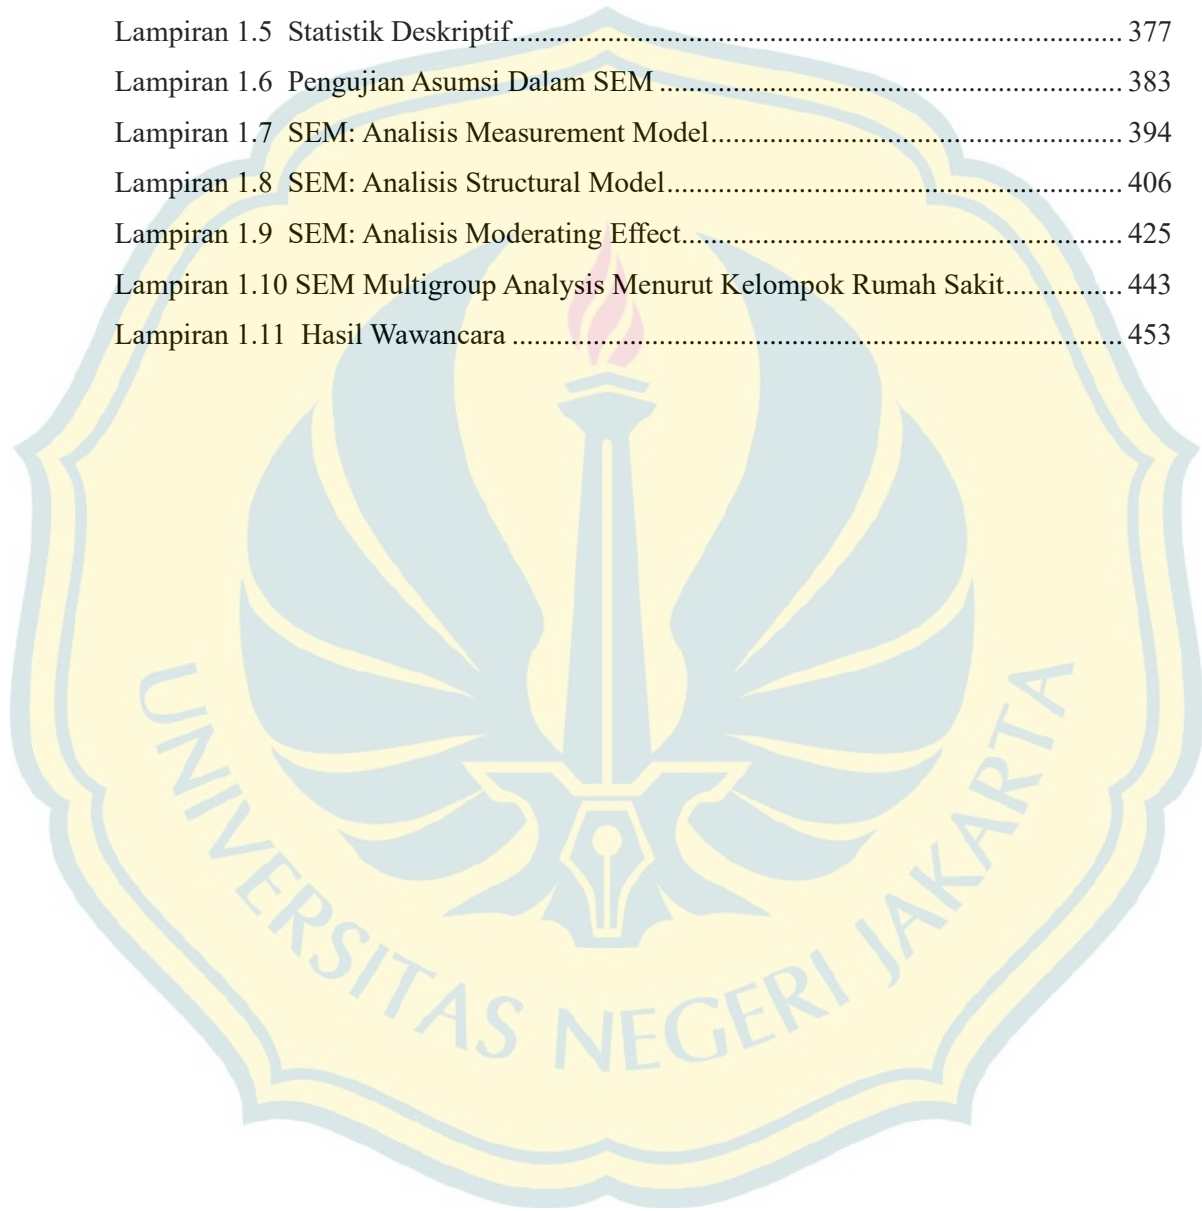 Lampiran 1.5  Statistik Deskriptif................................................................................. 377
Lampiran 1.6  Pengujian Asumsi Dalam SEM ............................................................. 383
Lampiran 1.7  SEM: Analisis Measurement Model....................................................... 394
Lampiran 1.8  SEM: Analisis Structural Model............................................................. 406
Lampiran 1.9  SEM: Analisis Moderating Effect........................................................... 425
Lampiran 1.10 SEM Multigroup Analysis Menurut Kelompok Rumah Sakit............... 443
Lampiran 1.11  Hasil Wawancara ................................................................................. 453
UNIVERSITAS NEGERI JAKARTA